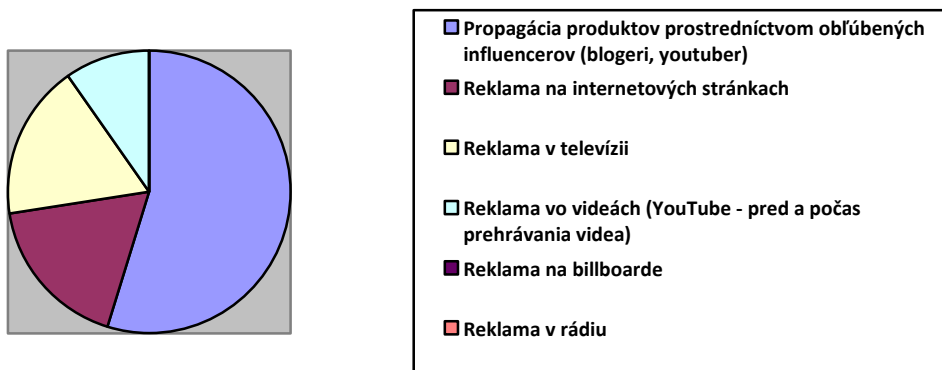 Propagácia produktov prostredníctvom obľúbených
influencerov (blogeri, youtuber)
Reklama na internetových stránkach
Reklama v televízii
Reklama vo videách (YouTube - pred a počas
prehrávania videa)
Reklama na billboarde
Reklama v rádiu